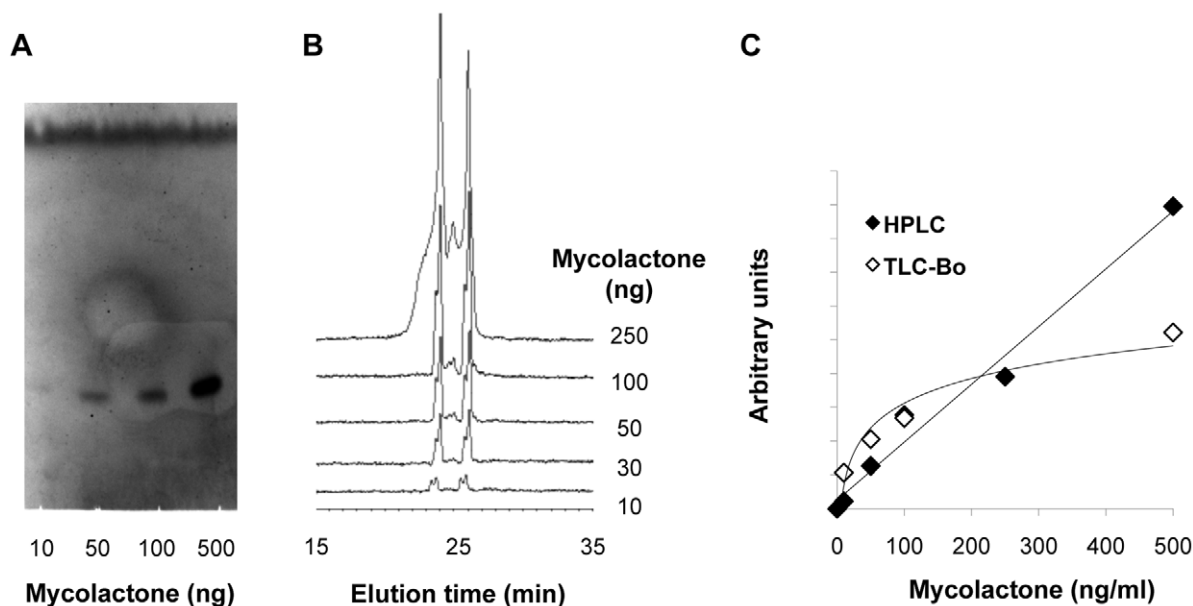 A
10 50 100 500
Mycolactone (ng)
B
Mycolactone
(ng)
250
100
50
30
10
15 25 35
Elution time (min)
C
HPLC
TLC-Bo
Arbitrary units
0 100 200 300 400 500
Mycolactone (ng/ml)